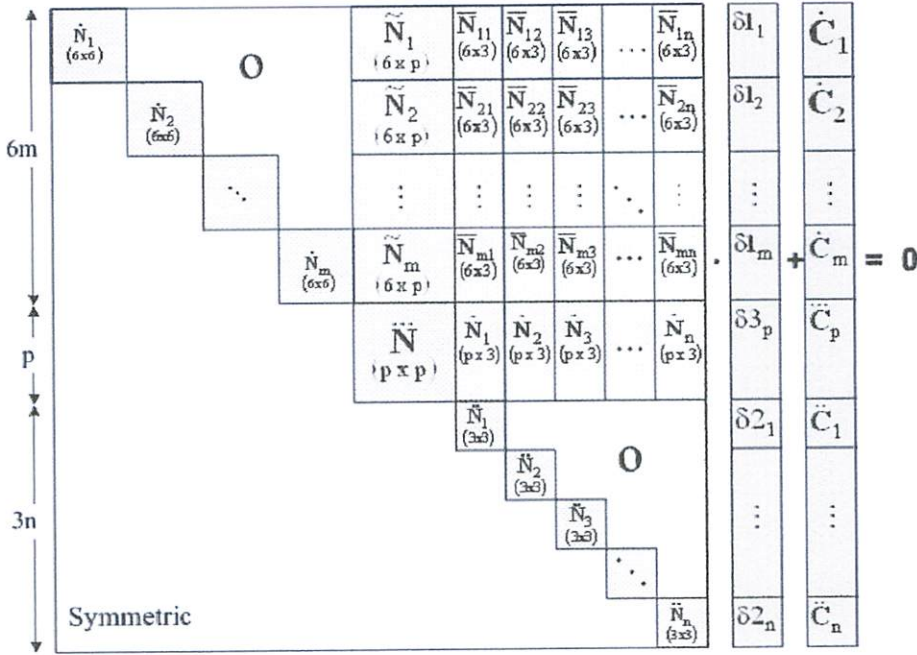 Ṅ₁ O Ñ₁ N̅₁₁ N̅₁₂ N̅₁₃ ... N̅₁ₙ δ1₁ Ċ₁
(6x6) (6 x p) (6x3) (6x3) (6x3) (6x3)
Ṅ₂ Ñ₂ N̅₂₁ N̅₂₂ N̅₂₃ ... N̅₂ₙ δ1₂ Ċ₂
(6x6) (6 x p) (6x3) (6x3) (6x3) (6x3)
6m
⋱ ⋮ ⋮ ⋮ ⋮ ⋱ ⋮ ⋮ ⋮
Ṅₘ Ñₘ N̅ₘ₁ N̅ₘ₂ N̅ₘ₃ ... N̅ₘₙ · δ1ₘ + Ċₘ = 0
(6x6) (6 x p) (6x3) (6x3) (6x3) (6x3)
p N⃛ Ṅ₁ Ṅ₂ Ṅ₃ ... Ṅₙ δ3ₚ C⃛ₚ
(p x p) (p x 3) (p x 3) (p x 3) (p x 3)
N̈₁ δ2₁ C̈₁
(3x3)
N̈₂ O
(3x3)
3n N̈₃ ⋮ ⋮
(3x3)
⋱
Symmetric N̈ₙ δ2ₙ C̈ₙ
(3x3)